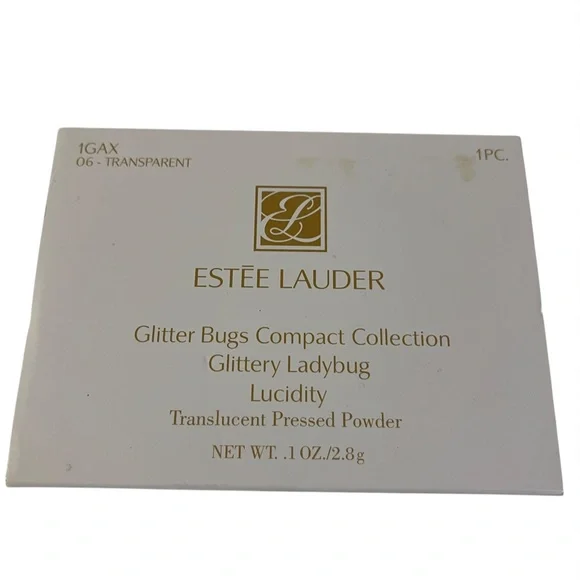 1GAX
06 - TRANSPARENT
1PC.
EL
ESTĒE LAUDER
Glitter Bugs Compact Collection
Glittery Ladybug
Lucidity
Translucent Pressed Powder
NET WT. .1 OZ./2.8g